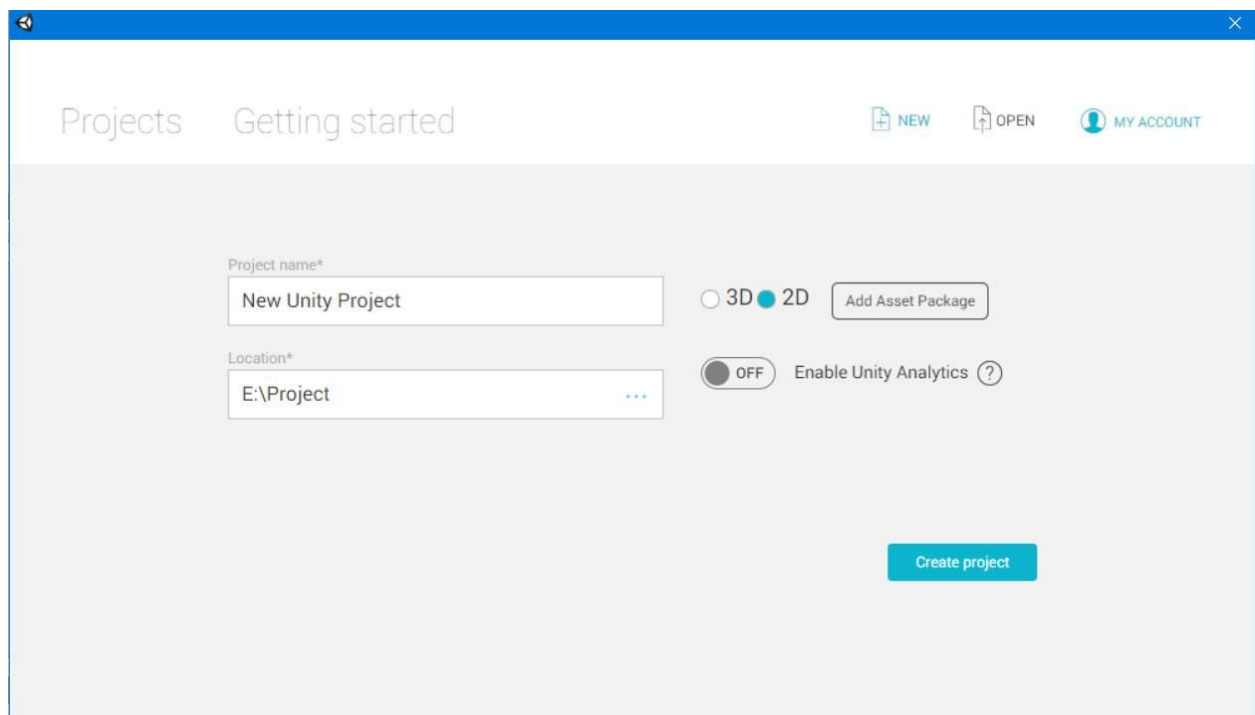 Projects Getting started NEW OPEN MY ACCOUNT
Project name*
New Unity Project 3D 2D Add Asset Package
Location*
E:\Project ... OFF Enable Unity Analytics ?
Create project